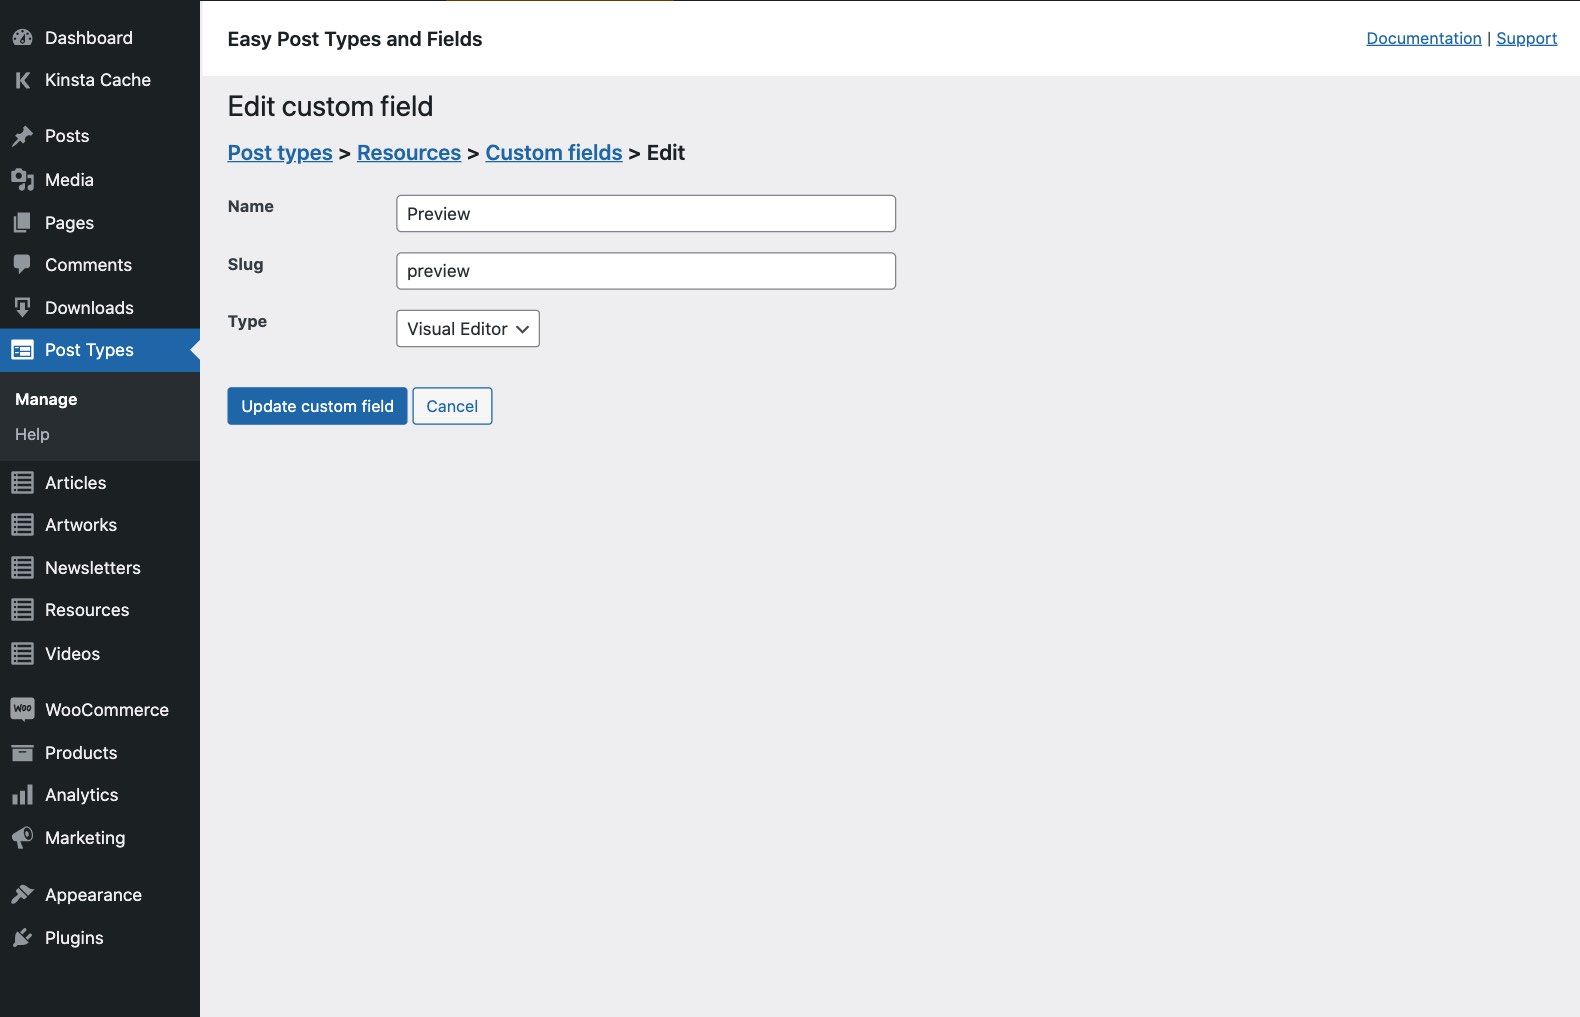 Dashboard
Kinsta Cache
Posts
Media
Pages
Comments
Downloads
Post Types
Manage
Help
Articles
Artworks
Newsletters
Resources
Videos
Woo WooCommerce
Products
Analytics
Marketing
Appearance
Plugins
Easy Post Types and Fields
Documentation | Support
Edit custom field
Post types > Resources > Custom fields > Edit
Name Preview
Slug preview
Type Visual Editor
Update custom field Cancel